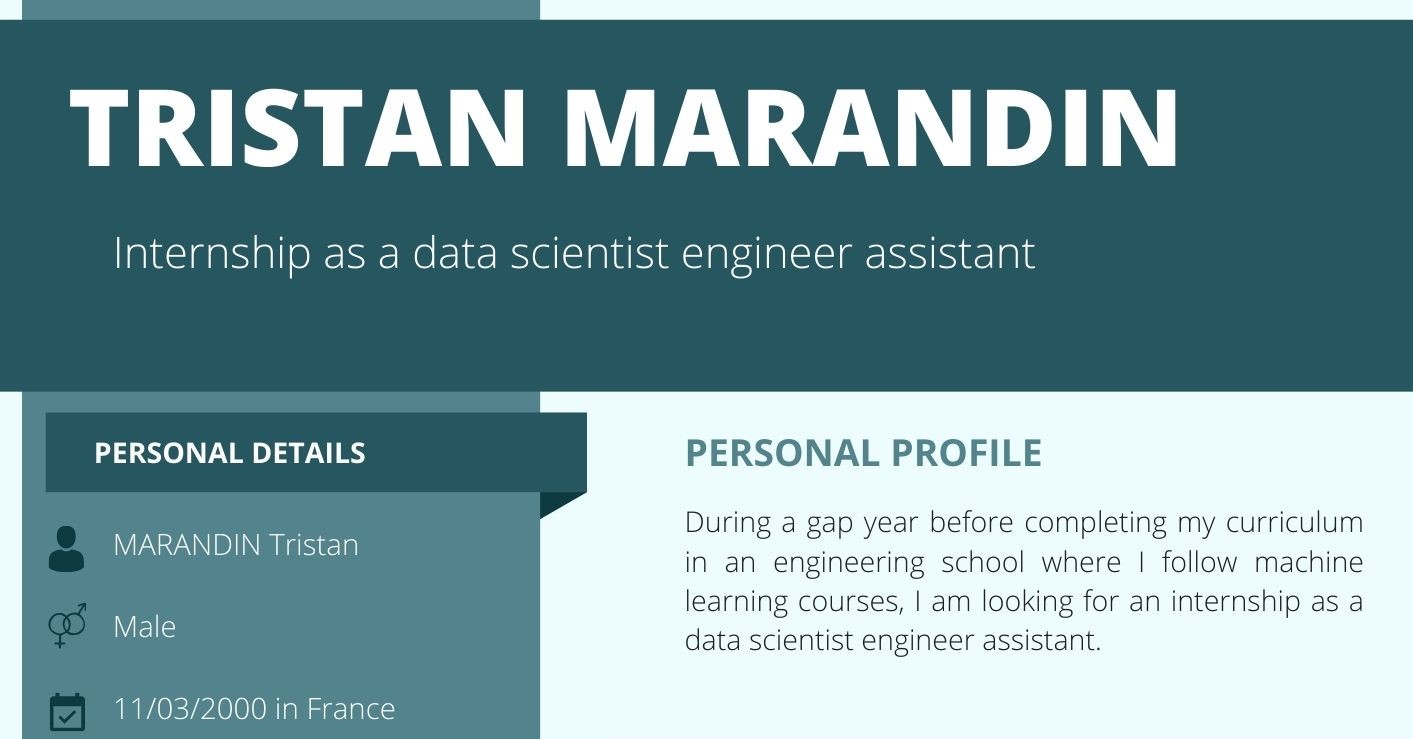 TRISTAN MARANDIN
Internship as a data scientist engineer assistant
PERSONAL DETAILS
MARANDIN Tristan
Male
11/03/2000 in France
PERSONAL PROFILE
During a gap year before completing my curriculum
in an engineering school where I follow machine
learning courses, I am looking for an internship as a
data scientist engineer assistant.